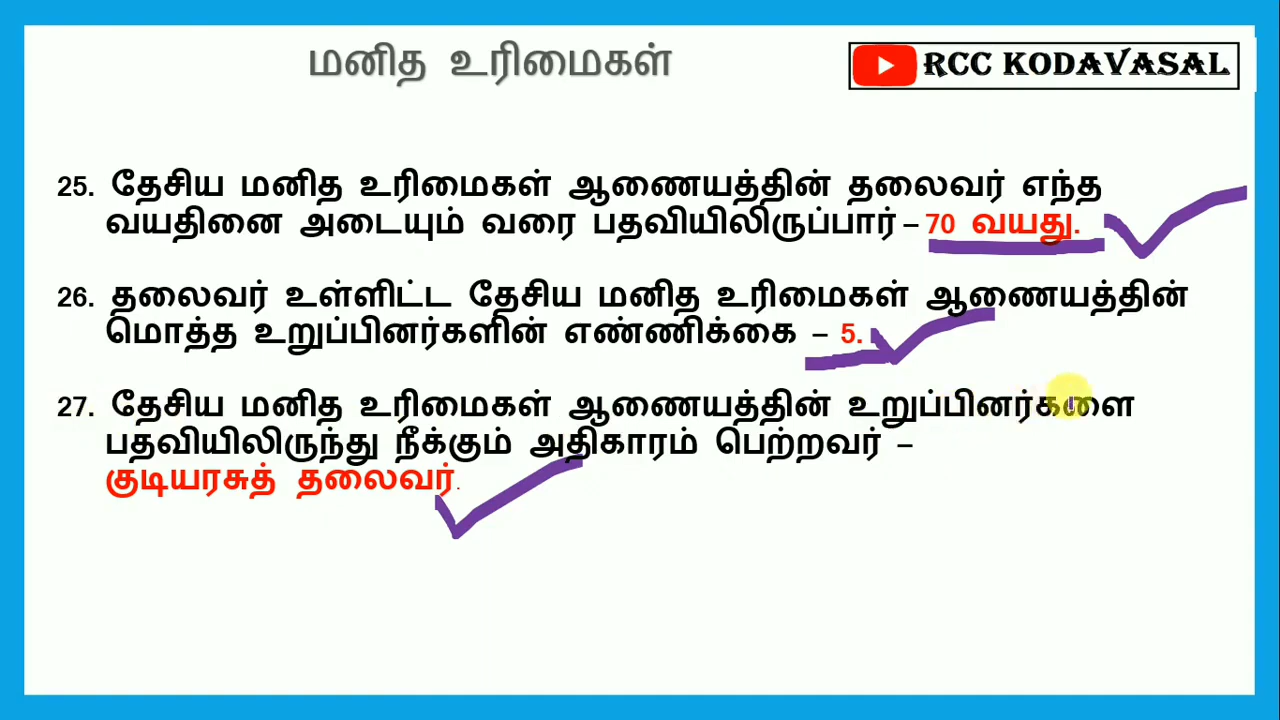 மனித உரிமைகள்
RCC KODAVASAL
25. தேசிய மனித உரிமைகள் ஆணையத்தின் தலைவர் எந்த
வயதினை அடையும் வரை பதவியிலிருப்பார் – 70 வயது.
26. தலைவர் உள்ளிட்ட தேசிய மனித உரிமைகள் ஆணையத்தின்
மொத்த உறுப்பினர்களின் எண்ணிக்கை – 5.
27. தேசிய மனித உரிமைகள் ஆணையத்தின் உறுப்பினர்களை
பதவியிலிருந்து நீக்கும் அதிகாரம் பெற்றவர் –
குடியரசுத் தலைவர்.